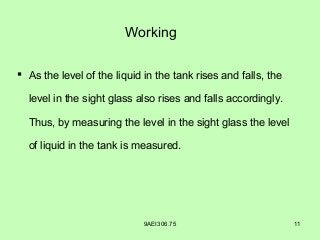 Working
▪ As the level of the liquid in the tank rises and falls, the
level in the sight glass also rises and falls accordingly.
Thus, by measuring the level in the sight glass the level
of liquid in the tank is measured.
9AEI306.75
11